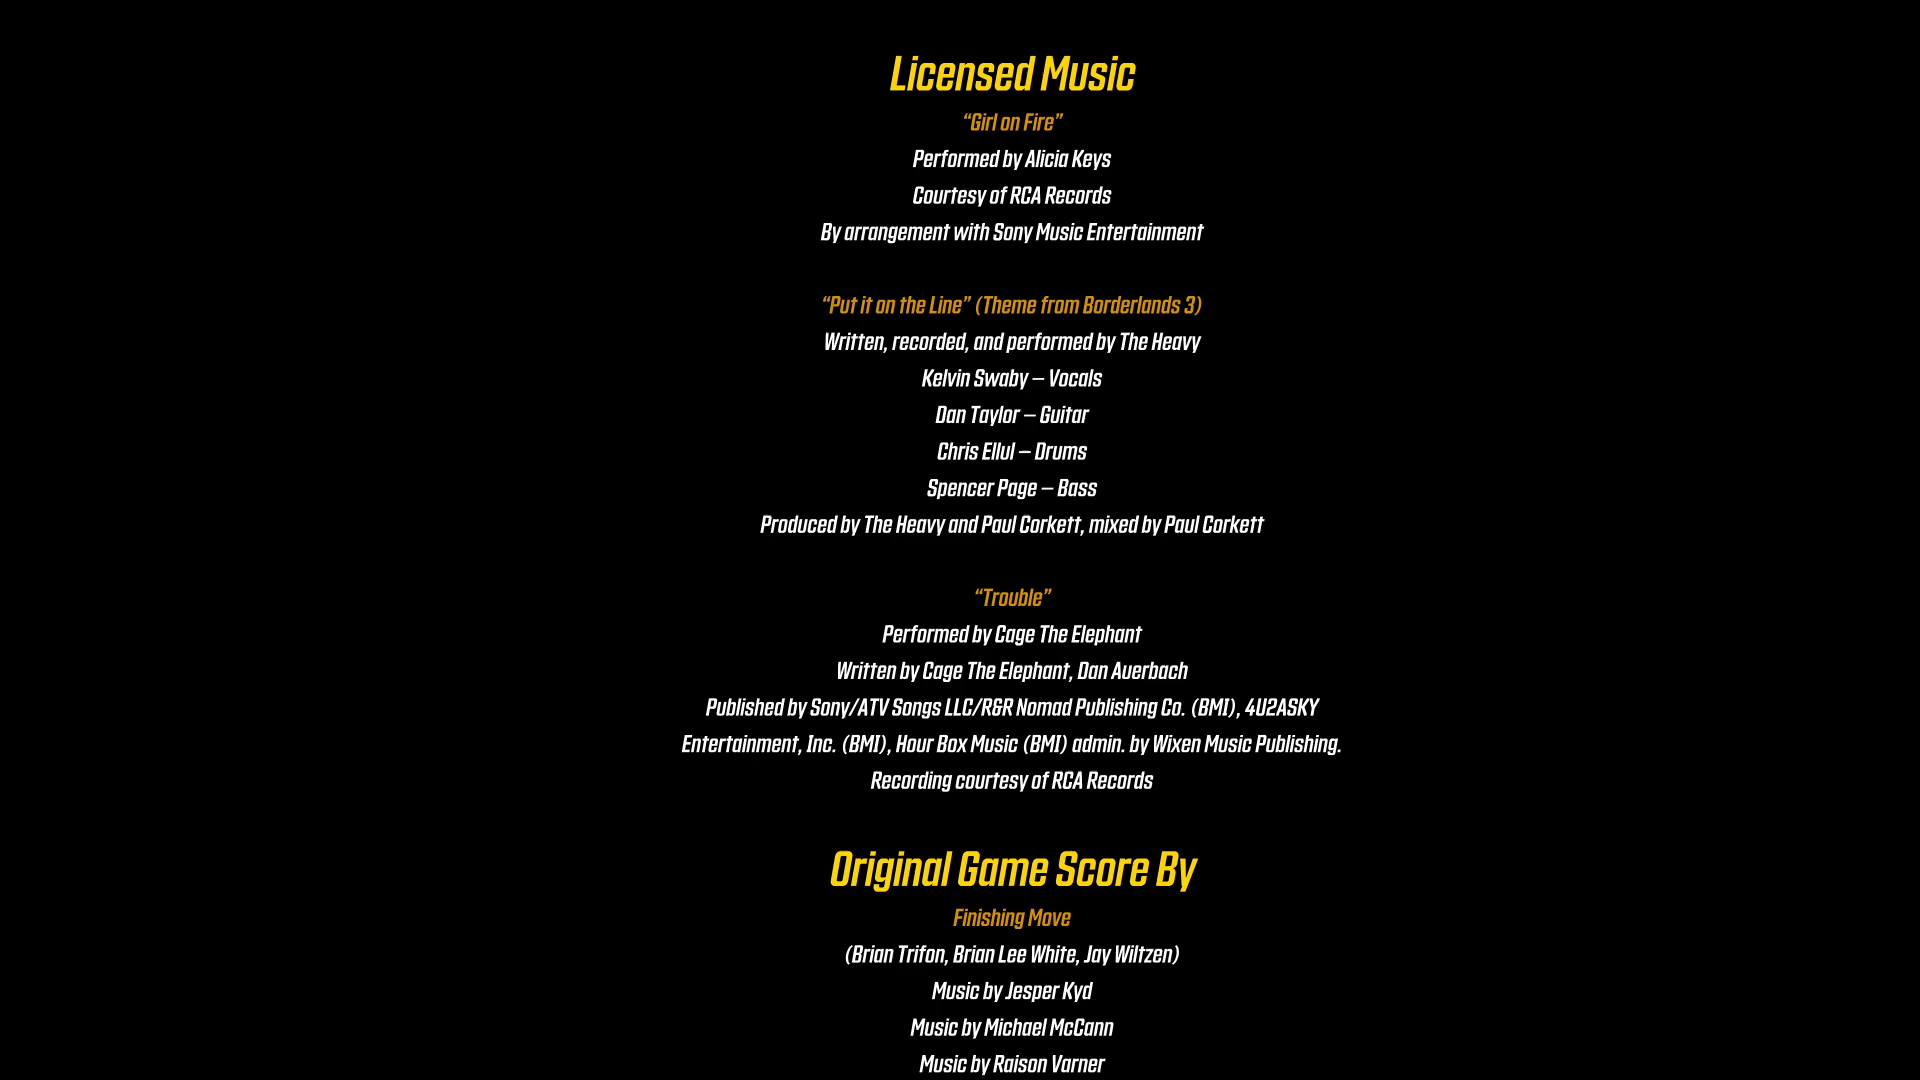 Licensed Music
“Girl on Fire”
Performed by Alicia Keys
Courtesy of RCA Records
By arrangement with Sony Music Entertainment
“Put it on the Line” (Theme from Borderlands 3)
Written, recorded, and performed by The Heavy
Kelvin Swaby – Vocals
Dan Taylor – Guitar
Chris Ellul – Drums
Spencer Page – Bass
Produced by The Heavy and Paul Corkett, mixed by Paul Corkett
“Trouble”
Performed by Cage The Elephant
Written by Cage The Elephant, Dan Auerbach
Published by Sony/ATV Songs LLC/R&R Nomad Publishing Co. (BMI), 4U2ASKY
Entertainment, Inc. (BMI), Hour Box Music (BMI) admin. by Wixen Music Publishing.
Recording courtesy of RCA Records
Original Game Score By
Finishing Move
(Brian Trifon, Brian Lee White, Jay Wiltzen)
Music by Jesper Kyd
Music by Michael McCann
Music by Raison Varner